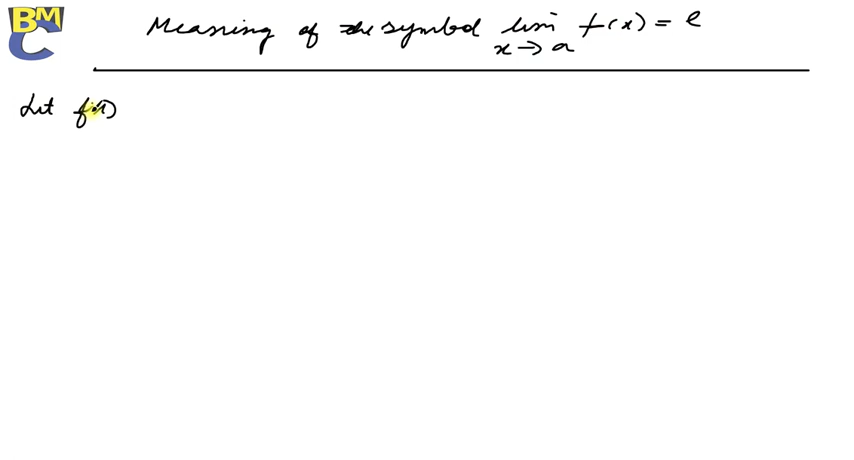 BMC
Meaning of the symbol lim x→a f(x) = l
Let f(x)